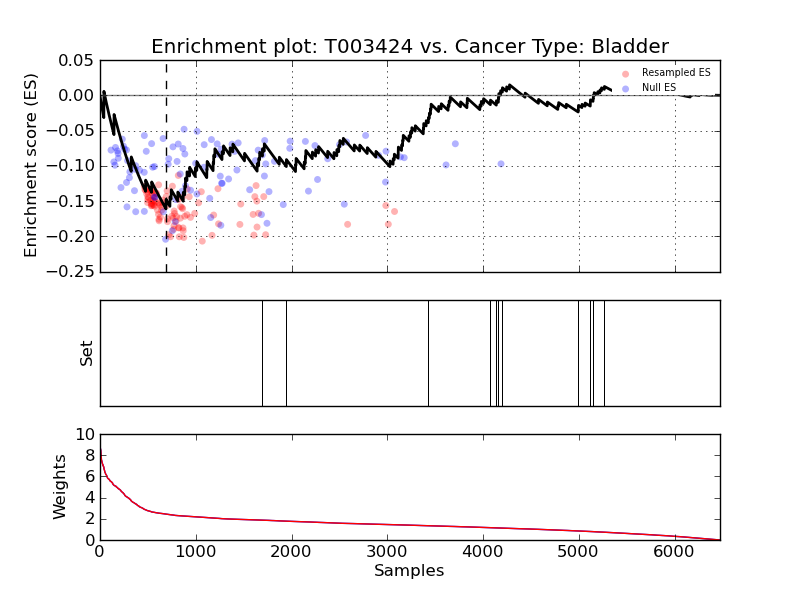 Enrichment plot: T003424 vs. Cancer Type: Bladder
Enrichment score (ES)
0.05
0.00
−0.05
−0.10
−0.15
−0.20
−0.25
Resampled ES
Null ES
Set
Weights
10
8
6
4
2
0
0 1000 2000 3000 4000 5000 6000
Samples